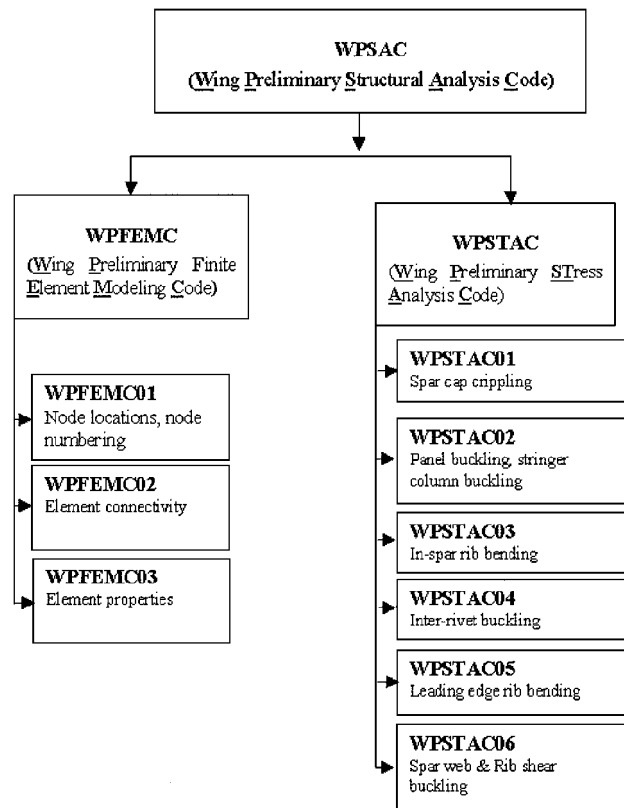 WPSAC
(Wing Preliminary Structural Analysis Code)
WPFEMC
(Wing Preliminary Finite
Element Modeling Code)
WPFEMC01
Node locations, node
numbering
WPFEMC02
Element connectivity
WPFEMC03
Element properties
WPSTAC
(Wing Preliminary STress
Analysis Code)
WPSTAC01
Spar cap crippling
WPSTAC02
Panel buckling, stringer
column buckling
WPSTAC03
In-spar rib bending
WPSTAC04
Inter-rivet buckling
WPSTAC05
Leading edge rib bending
WPSTAC06
Spar web & Rib shear
buckling